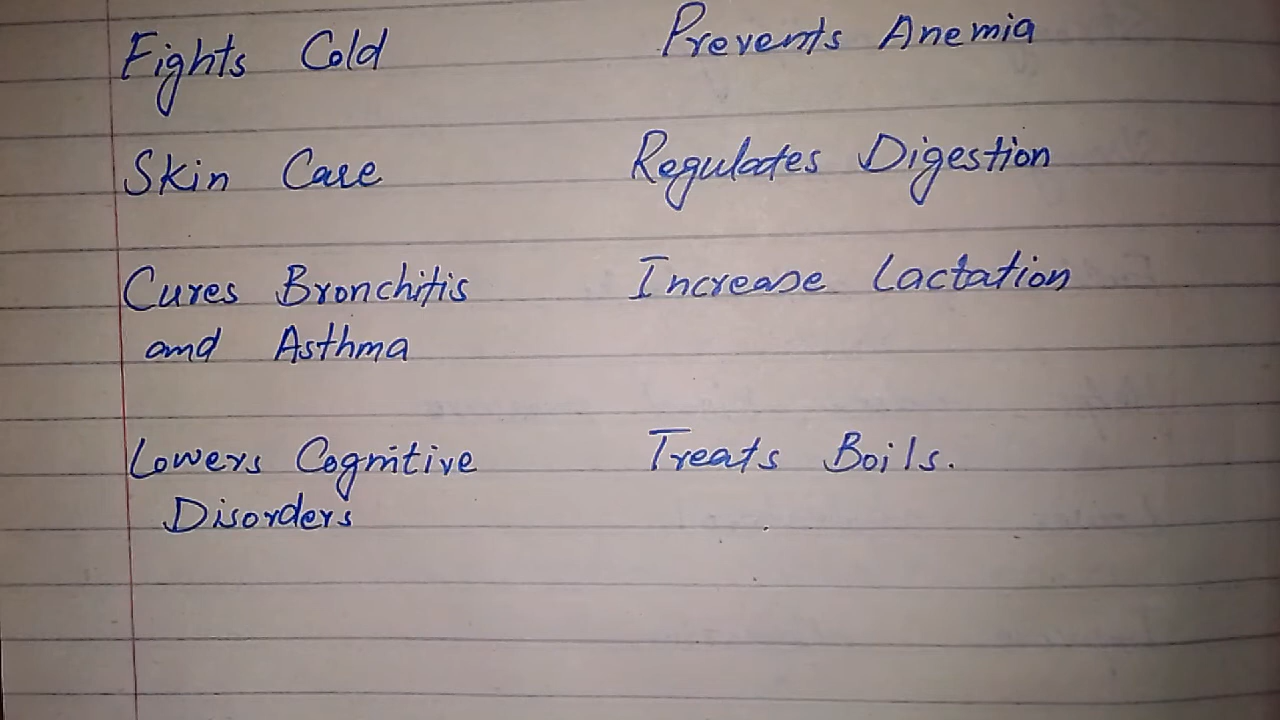 Fights Cold Prevents Anemia
Skin Care Regulates Digestion
Cures Bronchitis Increase Lactation
and Asthma
Lowers Cognitive Treats Boils.
Disorders